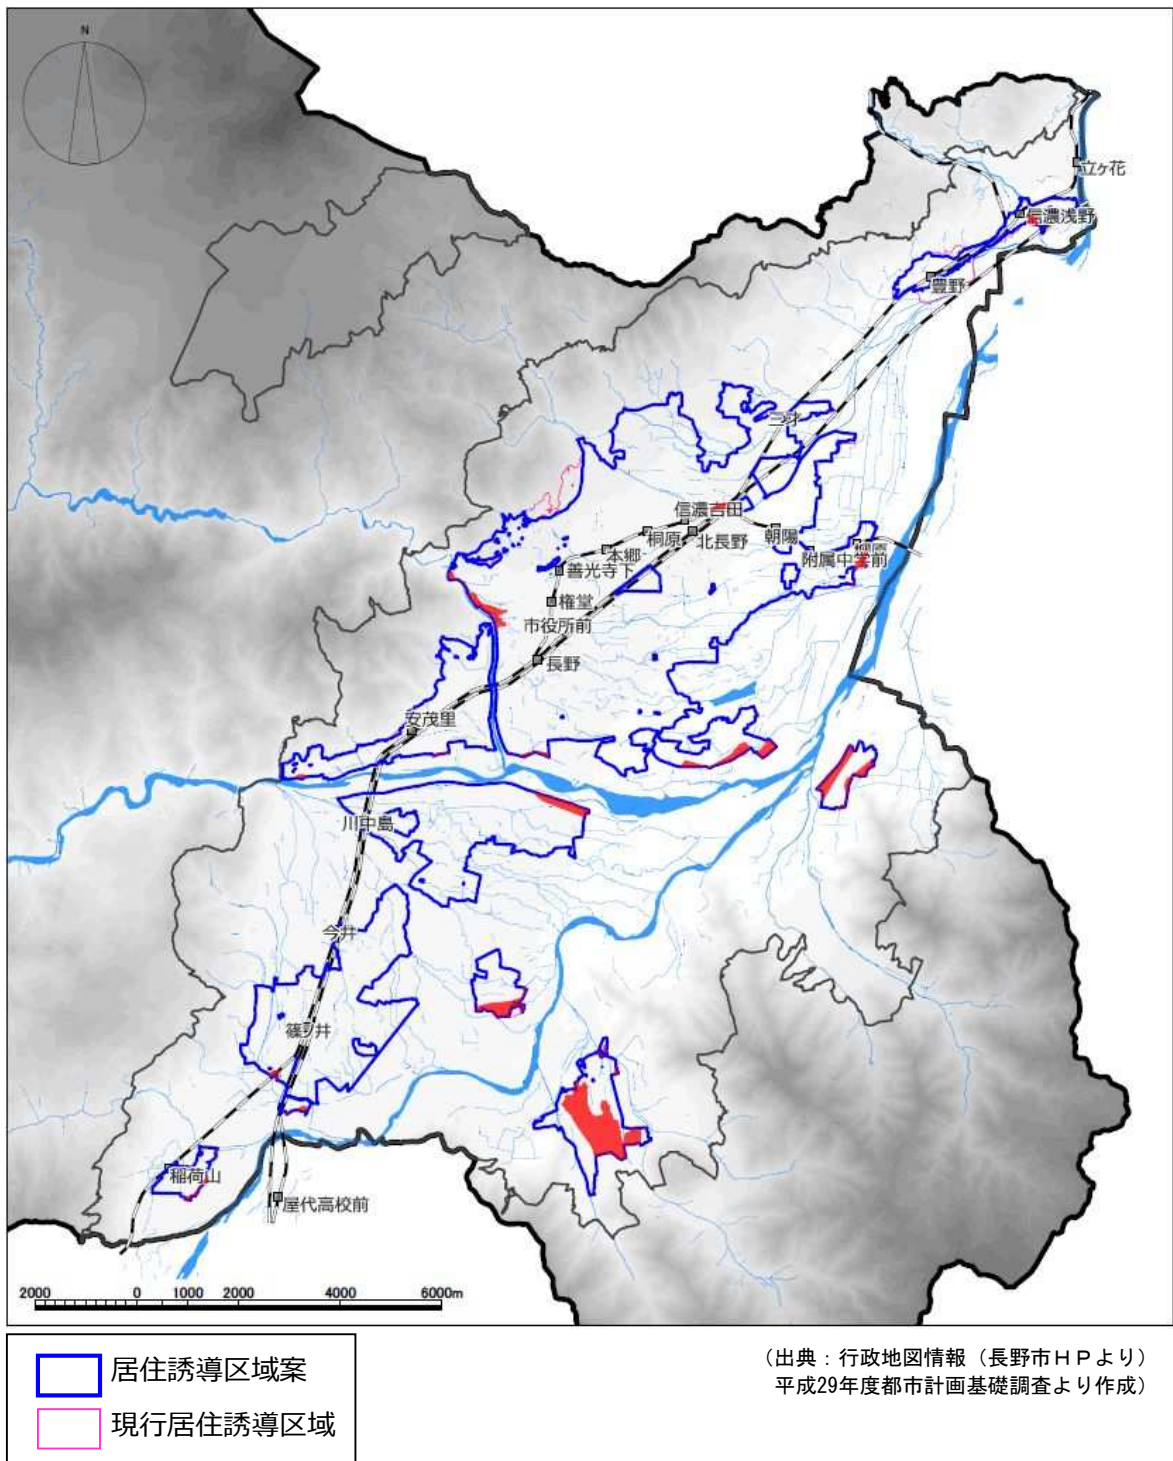 N
立ヶ花
信濃浅野
豊野
三才
信濃吉田
朝陽
桐原
北長野
附属中学前
柳原
本郷
善光寺下
権堂
市役所前
長野
安茂里
川中島
今井
篠ノ井
稲荷山
屋代高校前
2000 0 1000 2000 4000 6000m
居住誘導区域案
現行居住誘導区域
(出典:行政地図情報(長野市HPより)
平成29年度都市計画基礎調査より作成)